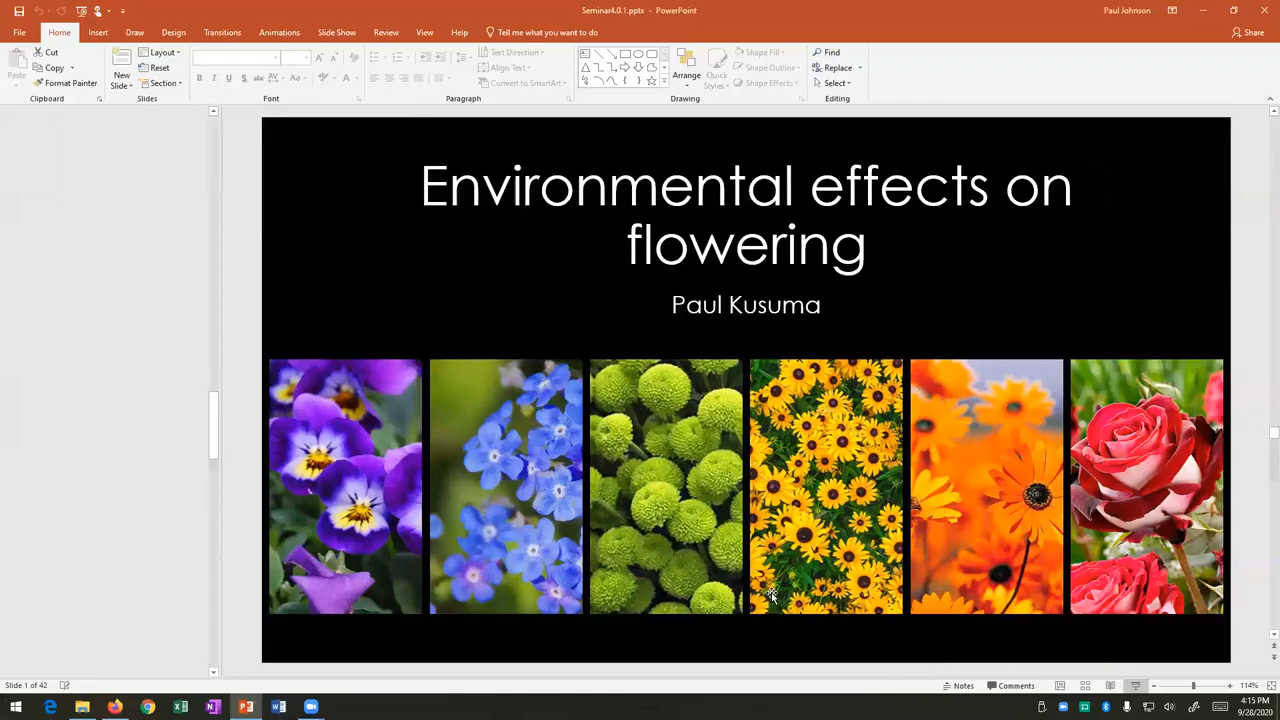 Seminar4.0.1.pptx - PowerPoint
Paul Johnson
File Home Insert Draw Design Transitions Animations Slide Show Review View Help Tell me what you want to do Share
Paste
Cut
Copy
Format Painter
Clipboard
New Slide
Layout
Reset
Section
Slides
Font
Text Direction
Align Text
Convert to SmartArt
Paragraph
Arrange
Quick Styles
Shape Fill
Shape Outline
Shape Effects
Drawing
Find
Replace
Select
Editing
Environmental effects on
flowering
Paul Kusuma
Slide 1 of 42
Notes Comments 114%
4:15 PM
9/28/2020